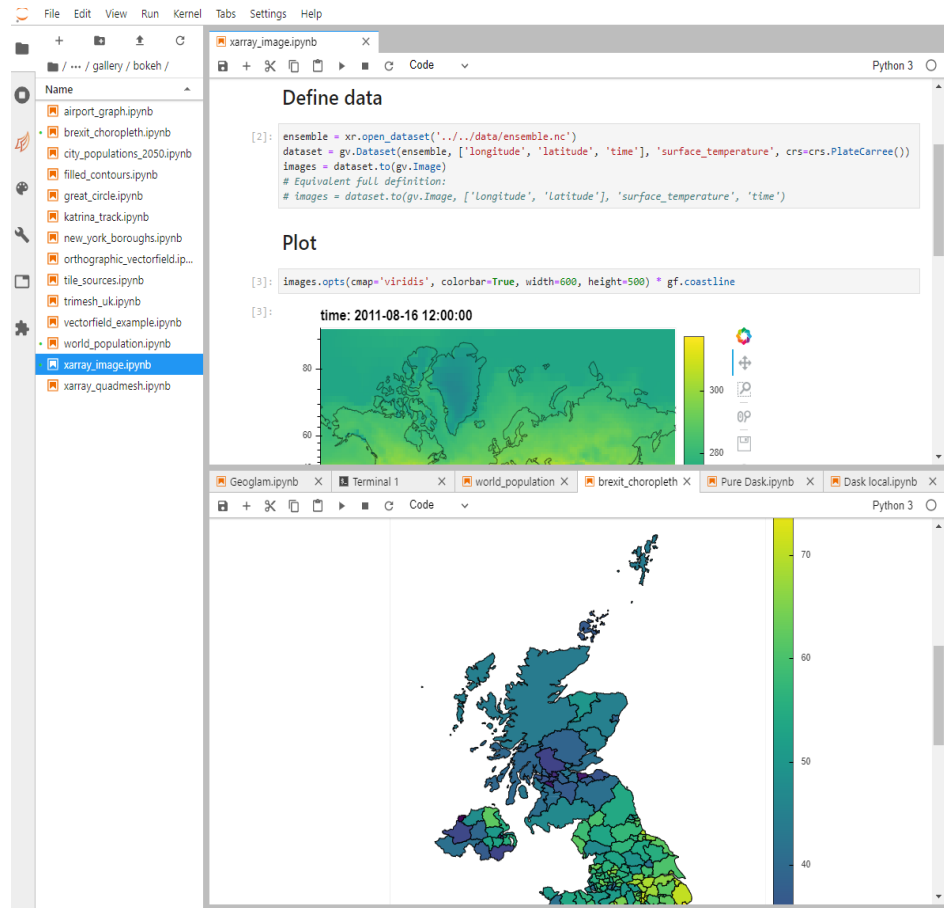 File Edit View Run Kernel Tabs Settings Help
/ ··· / gallery / bokeh /
Name
airport_graph.ipynb
brexit_choropleth.ipynb
city_populations_2050.ipynb
filled_contours.ipynb
great_circle.ipynb
katrina_track.ipynb
new_york_boroughs.ipynb
orthographic_vectorfield.ip...
tile_sources.ipynb
trimesh_uk.ipynb
vectorfield_example.ipynb
world_population.ipynb
xarray_image.ipynb
xarray_quadmesh.ipynb
xarray_image.ipynb
Code
Python 3
Define data
[2]: ensemble = xr.open_dataset('../../data/ensemble.nc')
dataset = gv.Dataset(ensemble, ['longitude', 'latitude', 'time'], 'surface_temperature', crs=crs.PlateCarree())
images = dataset.to(gv.Image)
# Equivalent full definition:
# images = dataset.to(gv.Image, ['longitude', 'latitude'], 'surface_temperature', 'time')
Plot
[3]: images.opts(cmap='viridis', colorbar=True, width=600, height=500) * gf.coastline
[3]: time: 2011-08-16 12:00:00
80
60
300
280
Geoglam.ipynb Terminal 1 world_population brexit_choropleth Pure Dask.ipynb Dask local.ipynb
Code
Python 3
70
60
50
40